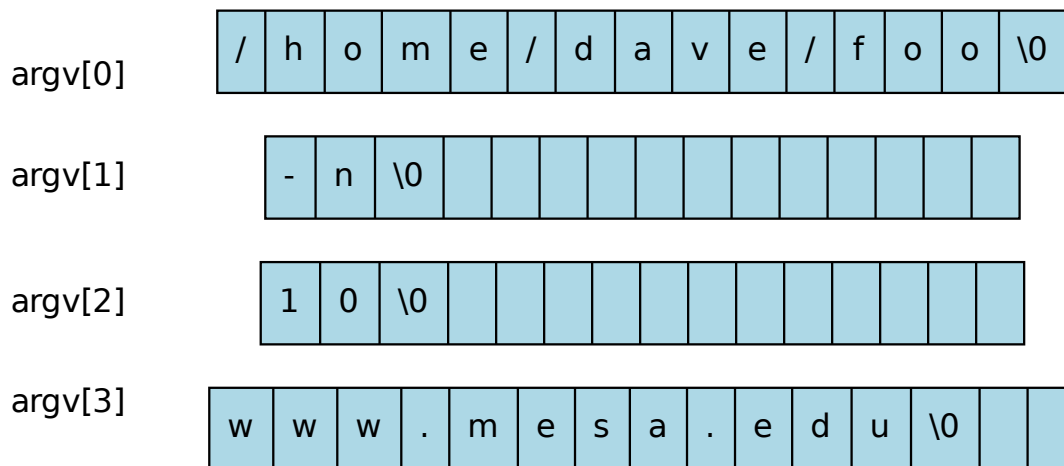 argv[0] / h o m e / d a v e / f o o \0
argv[1] - n \0
argv[2] 1 0 \0
argv[3] w w w . m e s a . e d u \0